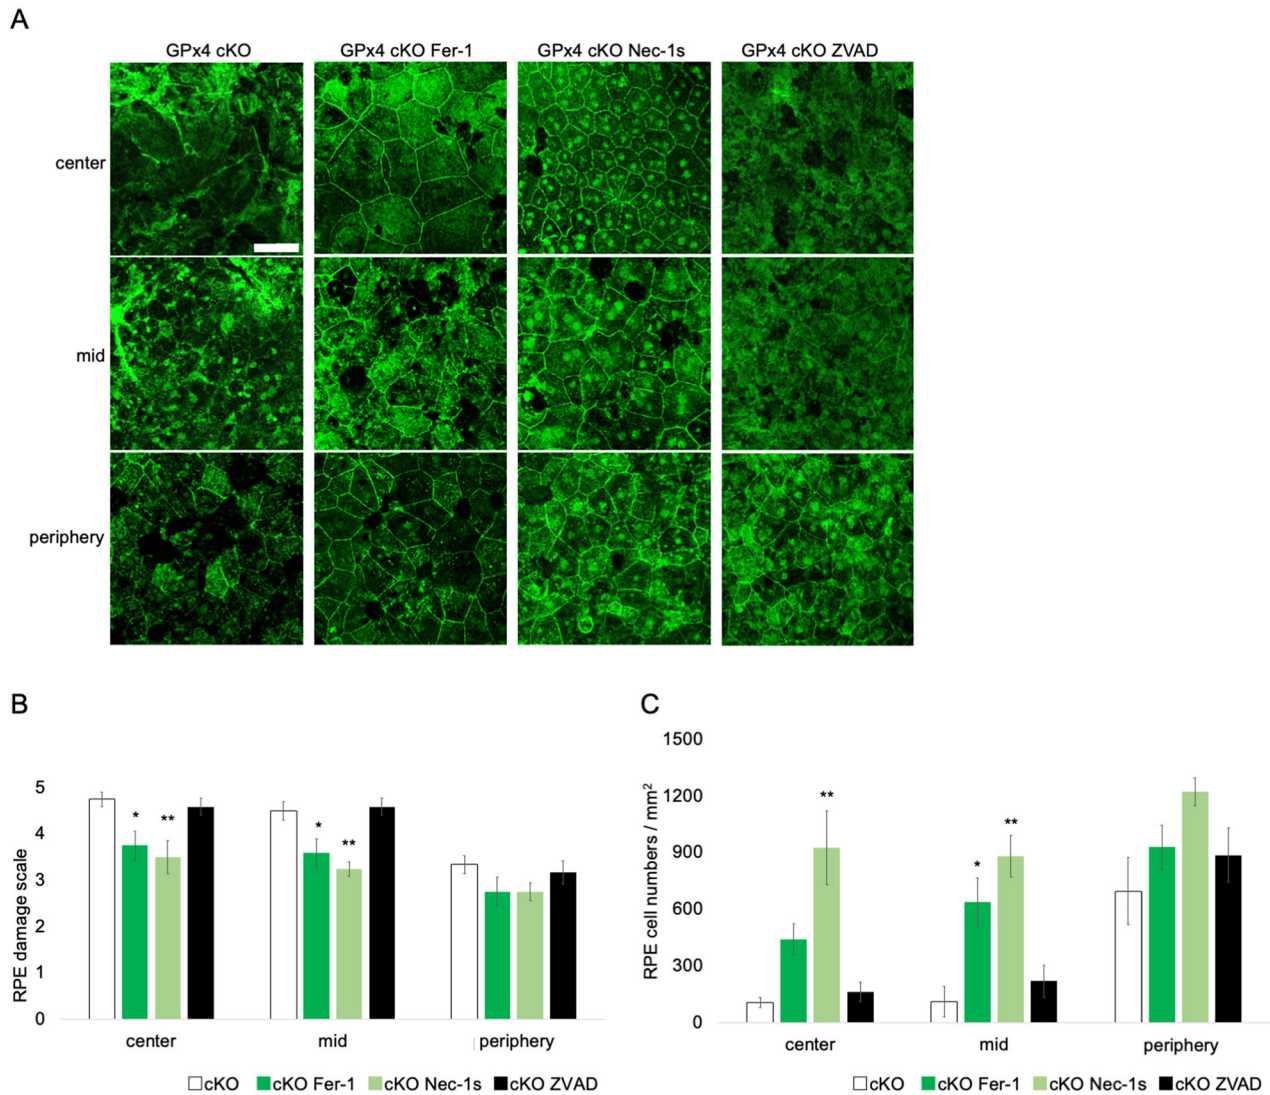 A
GPx4 cKO GPx4 cKO Fer-1 GPx4 cKO Nec-1s GPx4 cKO ZVAD
center
mid
periphery
B
RPE damage scale
5
4
3
2
1
0
* ** * **
center mid periphery
cKO cKO Fer-1 cKO Nec-1s cKO ZVAD
C
RPE cell numbers / mm²
1500
1200
900
600
300
0
** * **
center mid periphery
cKO cKO Fer-1 cKO Nec-1s cKO ZVAD